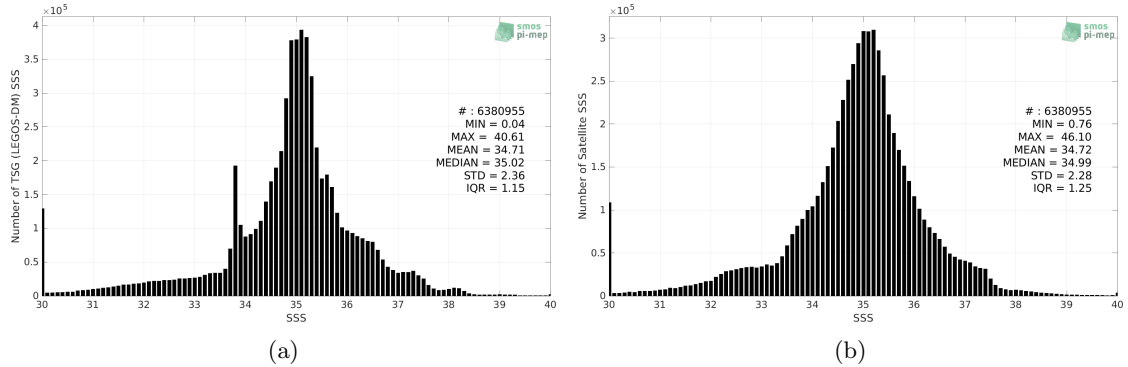 ×10⁵
4
3.5
3
2.5
2
1.5
1
0.5
0
Number of TSG (LEGOS-DM) SSS
smos
pi-mep
# : 6380955
MIN = 0.04
MAX = 40.61
MEAN = 34.71
MEDIAN = 35.02
STD = 2.36
IQR = 1.15
30 31 32 33 34 35 36 37 38 39 40
SSS
(a)
×10⁵
3
2.5
2
1.5
1
0.5
0
Number of Satellite SSS
smos
pi-mep
# : 6380955
MIN = 0.76
MAX = 46.10
MEAN = 34.72
MEDIAN = 34.99
STD = 2.28
IQR = 1.25
30 31 32 33 34 35 36 37 38 39 40
SSS
(b)